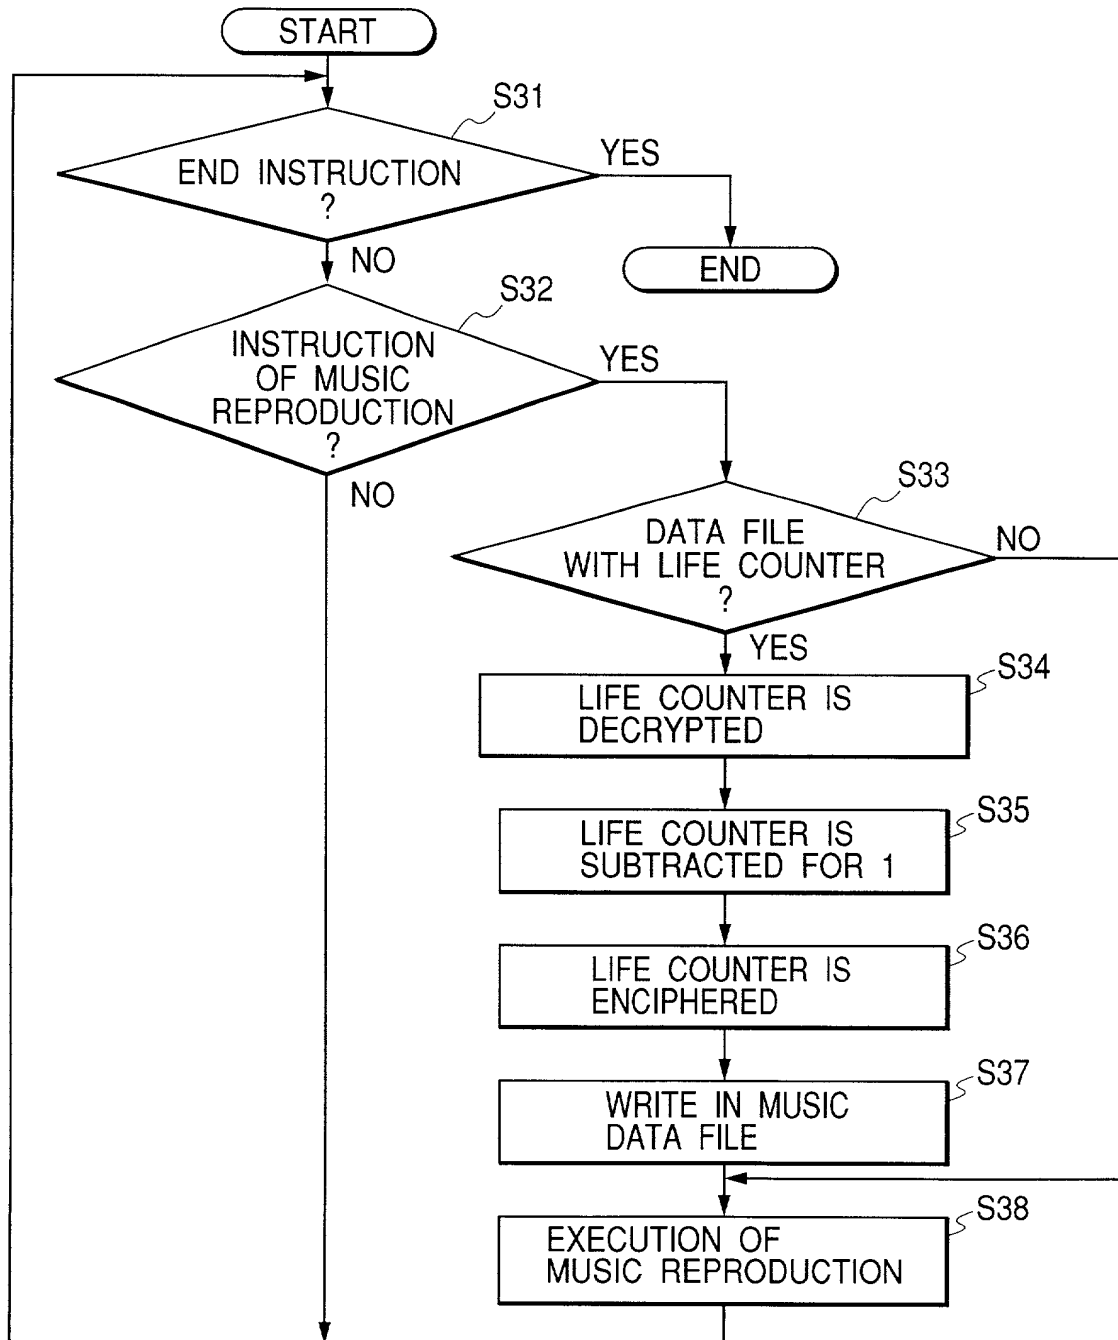 START
S31
END INSTRUCTION
?
YES
NO
END
S32
INSTRUCTION
OF MUSIC
REPRODUCTION
?
YES
NO
S33
DATA FILE
WITH LIFE COUNTER
?
NO
YES
S34
LIFE COUNTER IS
DECRYPTED
S35
LIFE COUNTER IS
SUBTRACTED FOR 1
S36
LIFE COUNTER IS
ENCIPHERED
S37
WRITE IN MUSIC
DATA FILE
S38
EXECUTION OF
MUSIC REPRODUCTION